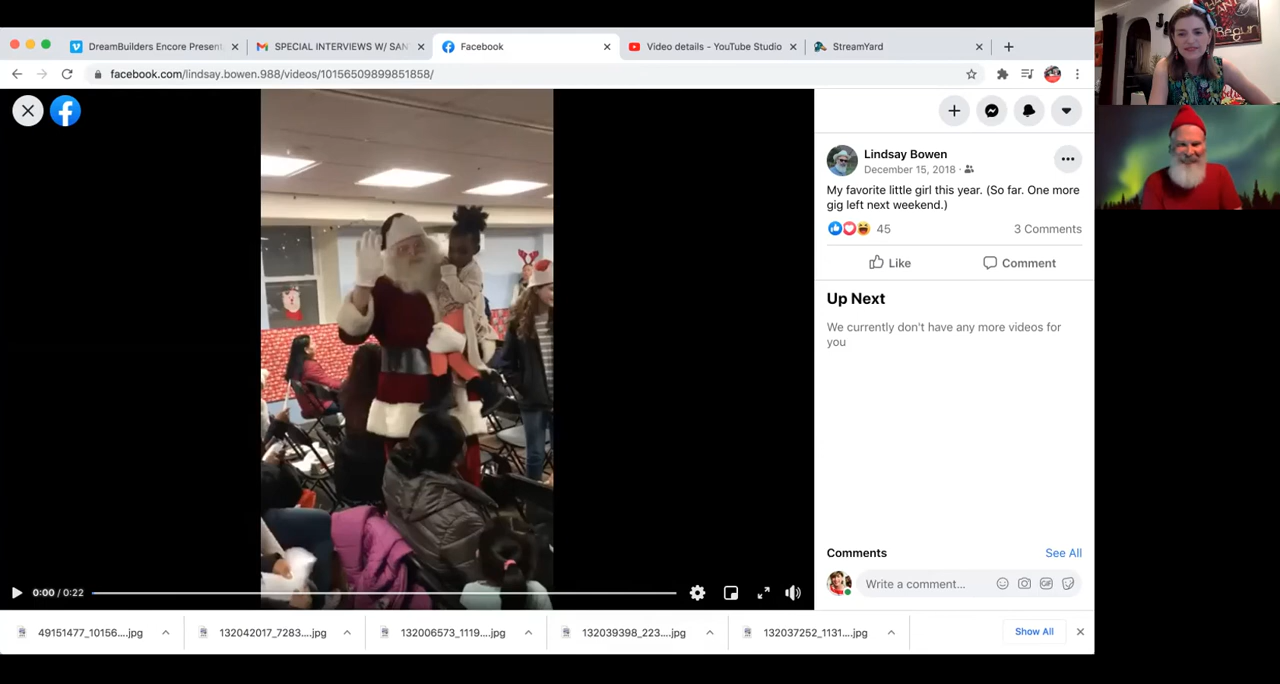 DreamBuilders Encore Present
SPECIAL INTERVIEWS W/ SAN
Facebook
Video details - YouTube Studio
StreamYard
facebook.com/lindsay.bowen.988/videos/10156509899851858/
Lindsay Bowen
December 15, 2018
My favorite little girl this year. (So far. One more
gig left next weekend.)
45
3 Comments
Like
Comment
Up Next
We currently don't have any more videos for
you
Comments
See All
Write a comment...
GIF
0:00 / 0:22
49151477_10156....jpg
132042017_7283....jpg
132006573_1119....jpg
132039398_223....jpg
132037252_1131....jpg
Show All
Begun